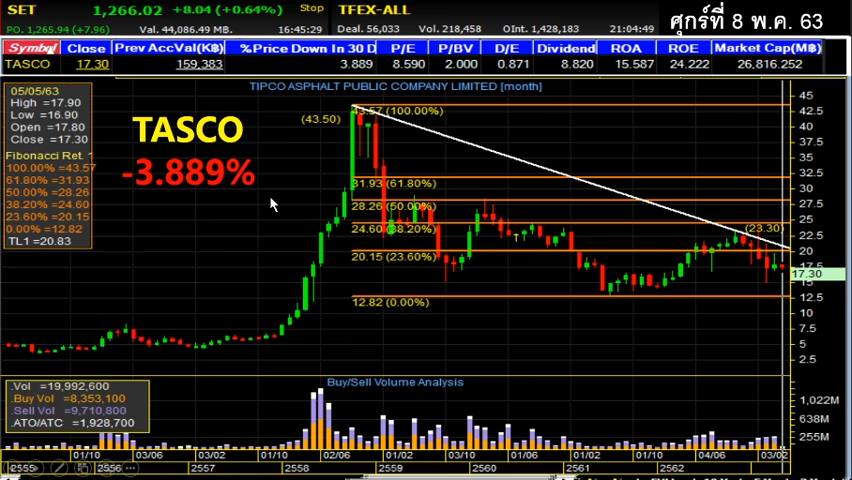 SET 1,266.02 +8.04 (+0.64%) Stop TFEX-ALL ศุกร์ที่ 8 พ.ค. 63
PO. 1,265.94 (+7.96) Val. 44,086.49 M฿. 16:45:29 Deal. 56,033 Vol. 218,458 OI. 1,428,183 21:04:49
Symbol Close Prev AccVal(K฿) %Price Down In 30 D P/E P/BV D/E Dividend ROA ROE Market Cap(M฿)
TASCO 17.30 159,383 3.889 8.590 2.000 0.871 8.820 15.587 24.222 26,816.252
TIPCO ASPHALT PUBLIC COMPANY LIMITED [month]
05/05/63
High =17.90
Low =16.90
Open =17.80
Close =17.30
Fibonacci Ret. 1
100.00% =43.57
61.80% =31.93
50.00% =28.26
38.20% =24.60
23.60% =20.15
0.00% =12.82
TL1 =20.83
TASCO
-3.889%
(43.50)
43.57 (100.00%)
31.93 (61.80%)
28.26 (50.00%)
24.60 (38.20%)
(23.30)
20.15 (23.60%)
12.82 (0.00%)
45
42.5
40
37.5
35
32.5
30
27.5
25
22.5
20
17.5
17.30
15
12.5
10
7.5
5
2.5
Buy/Sell Volume Analysis
.Vol =19,992,600
.Buy Vol =8,353,100
.Sell Vol =9,710,800
.ATO/ATC =1,928,700
1,022M
638M
255M
01/10 03/06 03/02 01/10 02/06 01/02 03/10 01/06 01/02 01/10 04/06 03/02
2555 2556 2557 2558 2559 2560 2561 2562